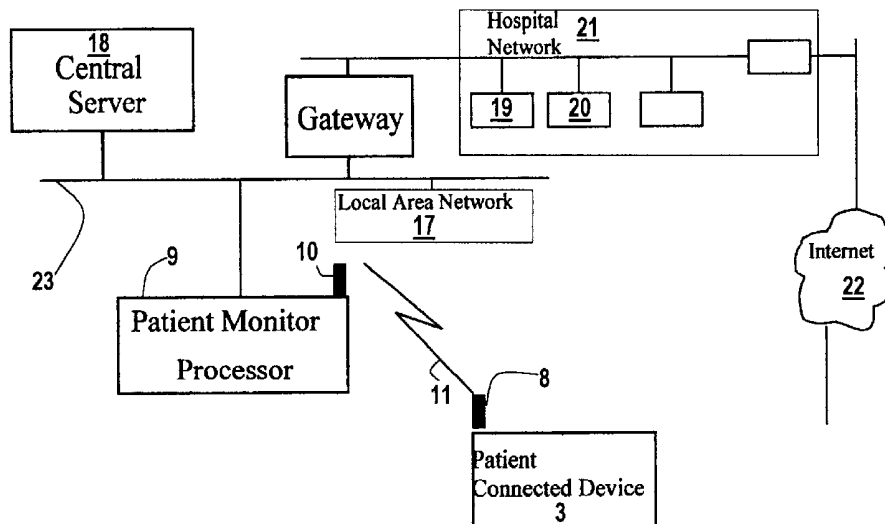 18
Central
Server
Gateway
Hospital 21
Network
19
20
Local Area Network
17
23
9
10
Patient Monitor
Processor
11
8
Internet
22
Patient
Connected Device
3